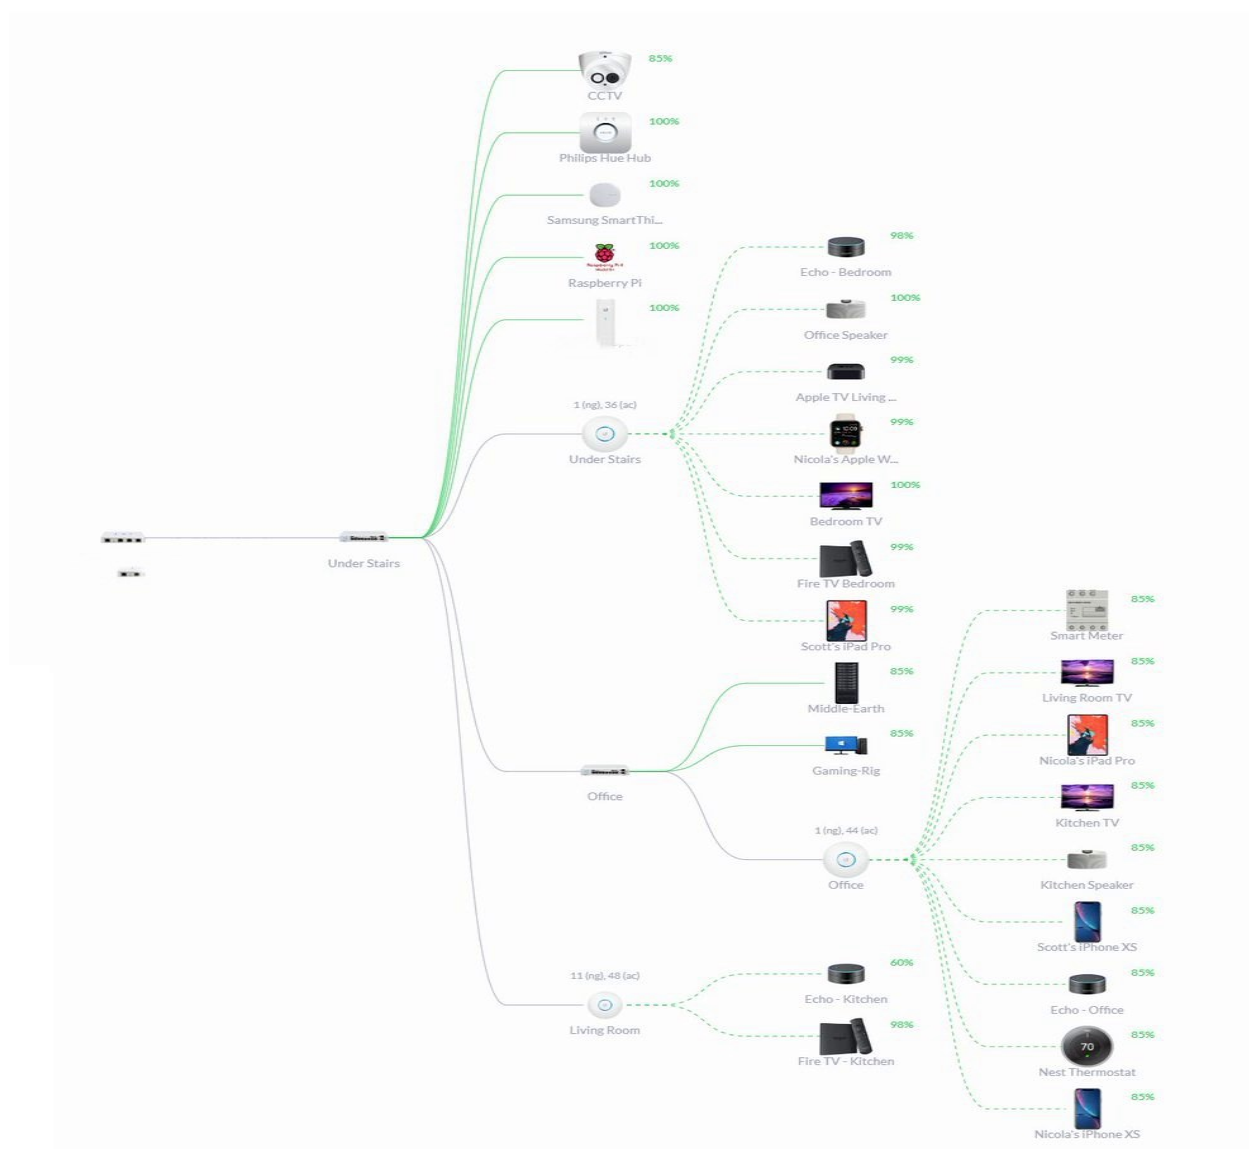 85%
CCTV
100%
Philips Hue Hub
100%
Samsung SmartThi...
100%
Raspberry Pi
100%
1 (ng), 36 (ac)
Under Stairs
98%
Echo - Bedroom
100%
Office Speaker
99%
Apple TV Living ...
99%
Nicola's Apple W...
100%
Bedroom TV
99%
Fire TV Bedroom
99%
Scott's iPad Pro
Under Stairs
85%
Middle-Earth
85%
Gaming-Rig
Office
1 (ng), 44 (ac)
Office
85%
Smart Meter
85%
Living Room TV
85%
Nicola's iPad Pro
85%
Kitchen TV
85%
Kitchen Speaker
85%
Scott's iPhone XS
85%
Echo - Office
85%
70
Nest Thermostat
85%
Nicola's iPhone XS
11 (ng), 48 (ac)
Living Room
60%
Echo - Kitchen
98%
Fire TV - Kitchen